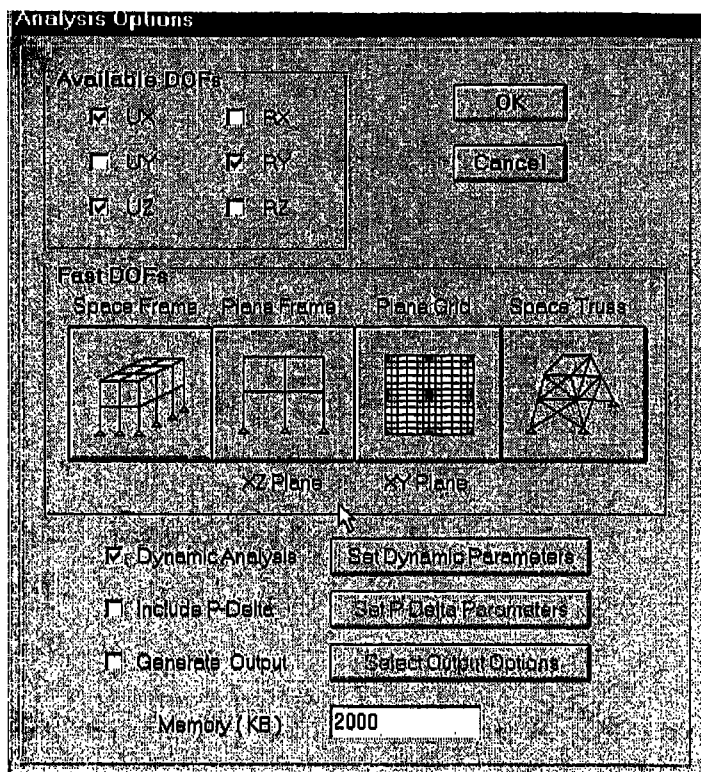 Analysis Options
Available DOFs
UX RX
UY RY
UZ RZ
OK
Cancel
Fast DOFs
Space Frame Plane Frame Plane Grid Space Truss
XZ Plane XY Plane
Dynamic Analysis Set Dynamic Parameters
Include P-Delta Set P-Delta Parameters
Generate Output Select Output Options
Memory (KB) 2000